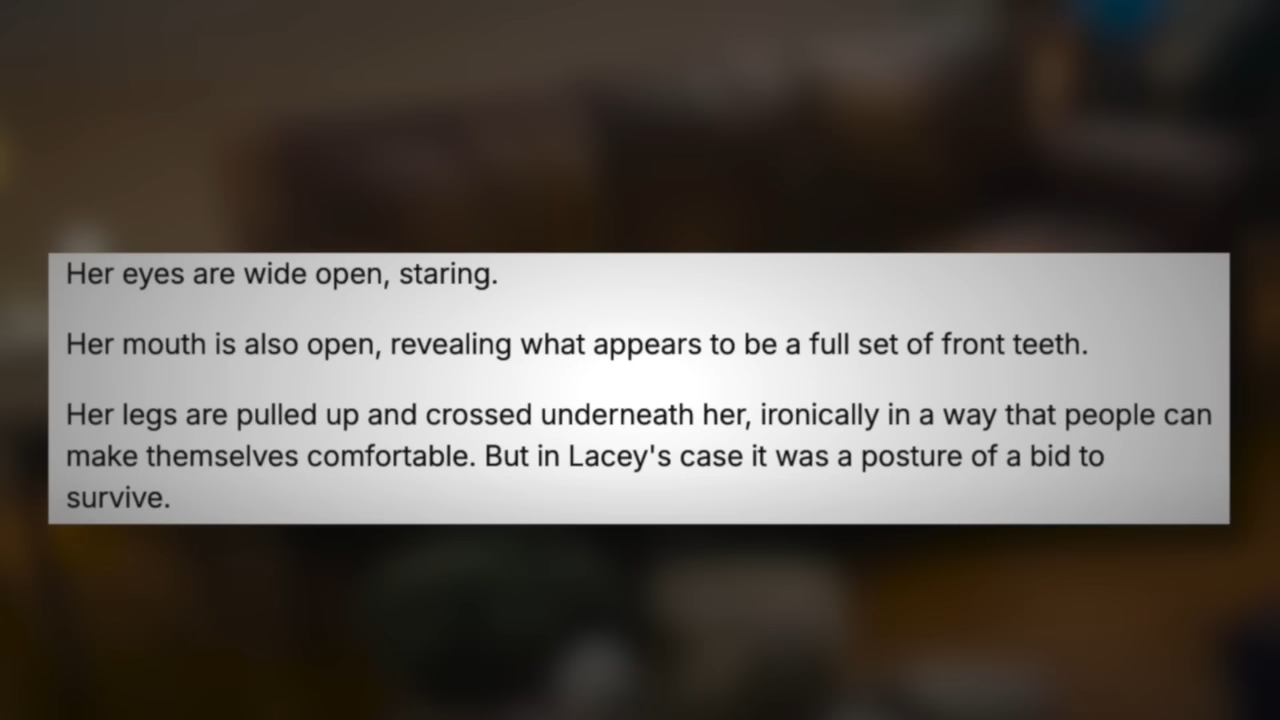 Her eyes are wide open, staring.
Her mouth is also open, revealing what appears to be a full set of front teeth.
Her legs are pulled up and crossed underneath her, ironically in a way that people can
make themselves comfortable. But in Lacey's case it was a posture of a bid to
survive.